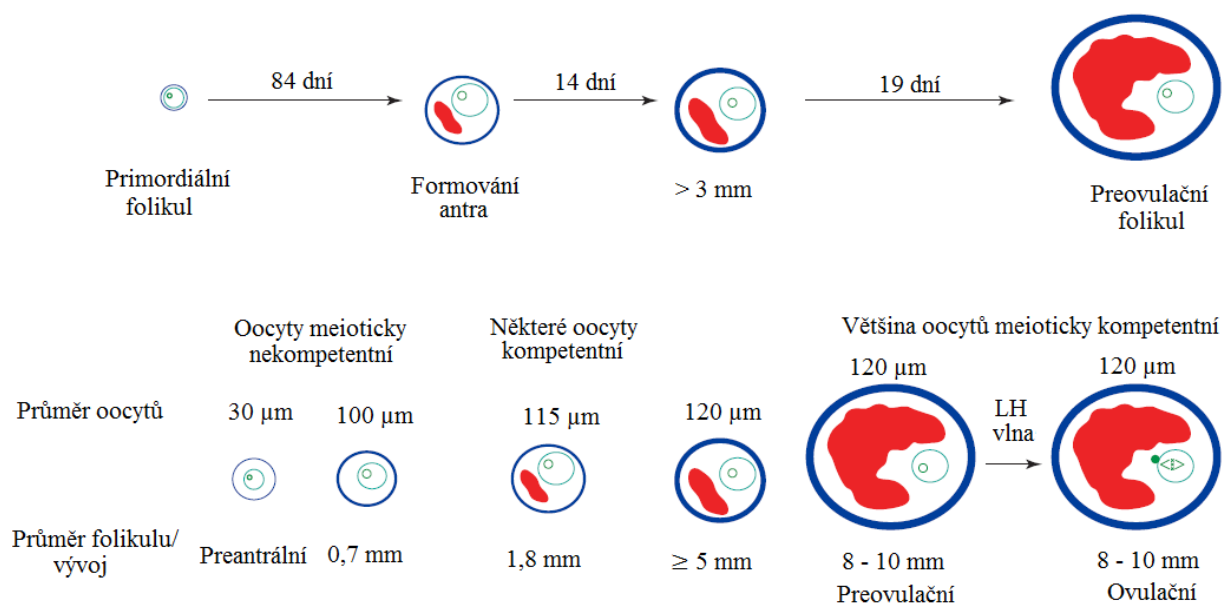 84 dní
14 dní
19 dní
Primordiální
folikul
Formování
antra
> 3 mm
Preovulační
folikul
Oocyty meioticky
nekompetentní
Některé oocyty
kompetentní
Většina oocytů meioticky kompetentní
Průměr oocytů
30 µm
100 µm
115 µm
120 µm
120 µm
120 µm
LH
vlna
Průměr folikulu/
vývoj
Preantrální
0,7 mm
1,8 mm
≥ 5 mm
8 - 10 mm
Preovulační
8 - 10 mm
Ovulační